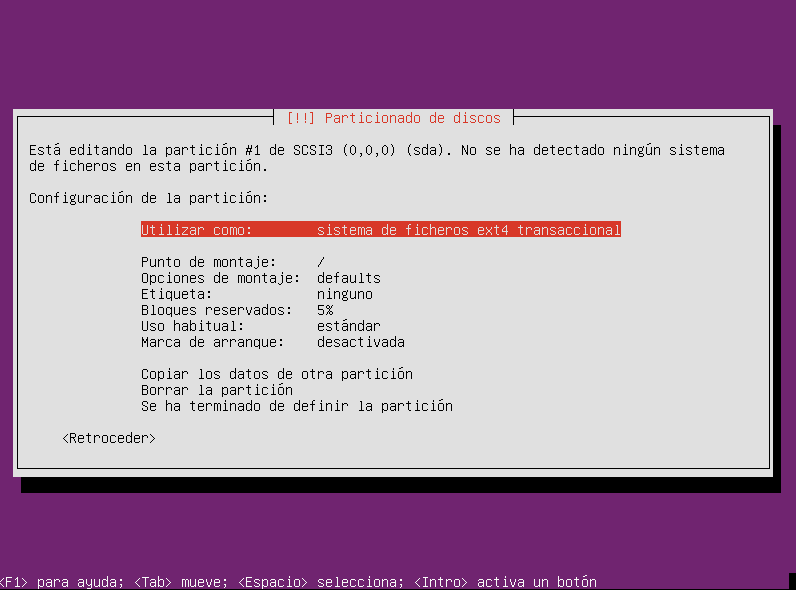 [!!] Particionado de discos
Está editando la partición #1 de SCSI3 (0,0,0) (sda). No se ha detectado ningún sistema
de ficheros en esta partición.
Configuración de la partición:
Utilizar como: sistema de ficheros ext4 transaccional
Punto de montaje: /
Opciones de montaje: defaults
Etiqueta: ninguno
Bloques reservados: 5%
Uso habitual: estándar
Marca de arranque: desactivada
Copiar los datos de otra partición
Borrar la partición
Se ha terminado de definir la partición
<Retroceder>
<F1> para ayuda; <Tab> mueve; <Espacio> selecciona; <Intro> activa un botón